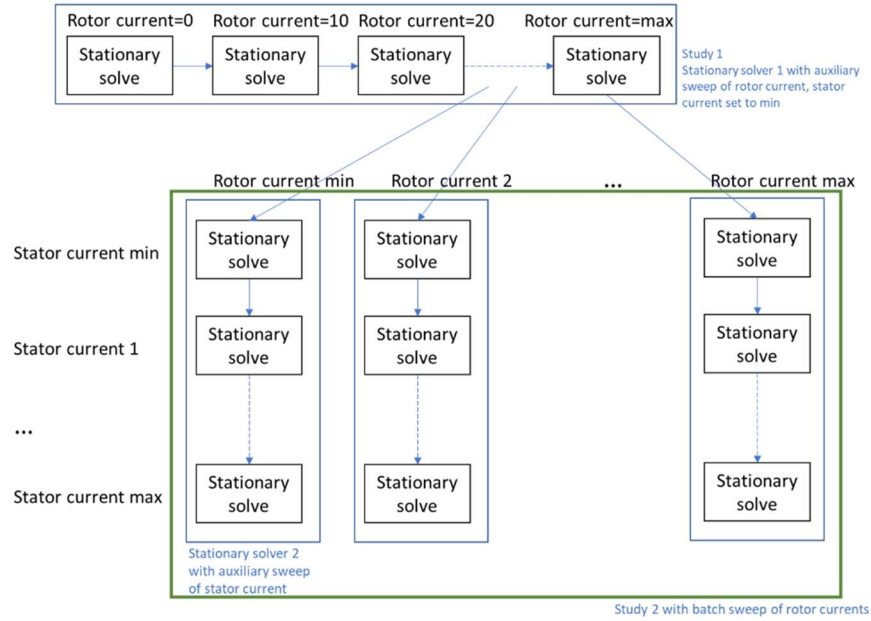 Rotor current=0 Rotor current=10 Rotor current=20 Rotor current=max
Stationary solve
Stationary solve
Stationary solve
Stationary solve
Study 1
Stationary solver 1 with auxiliary
sweep of rotor current, stator
current set to min
Rotor current min Rotor current 2 ... Rotor current max
Stator current min
Stationary solve
Stationary solve
Stationary solve
Stator current 1
Stationary solve
Stationary solve
Stationary solve
...
Stator current max
Stationary solve
Stationary solve
Stationary solve
Stationary solver 2
with auxiliary sweep
of stator current
Study 2 with batch sweep of rotor currents